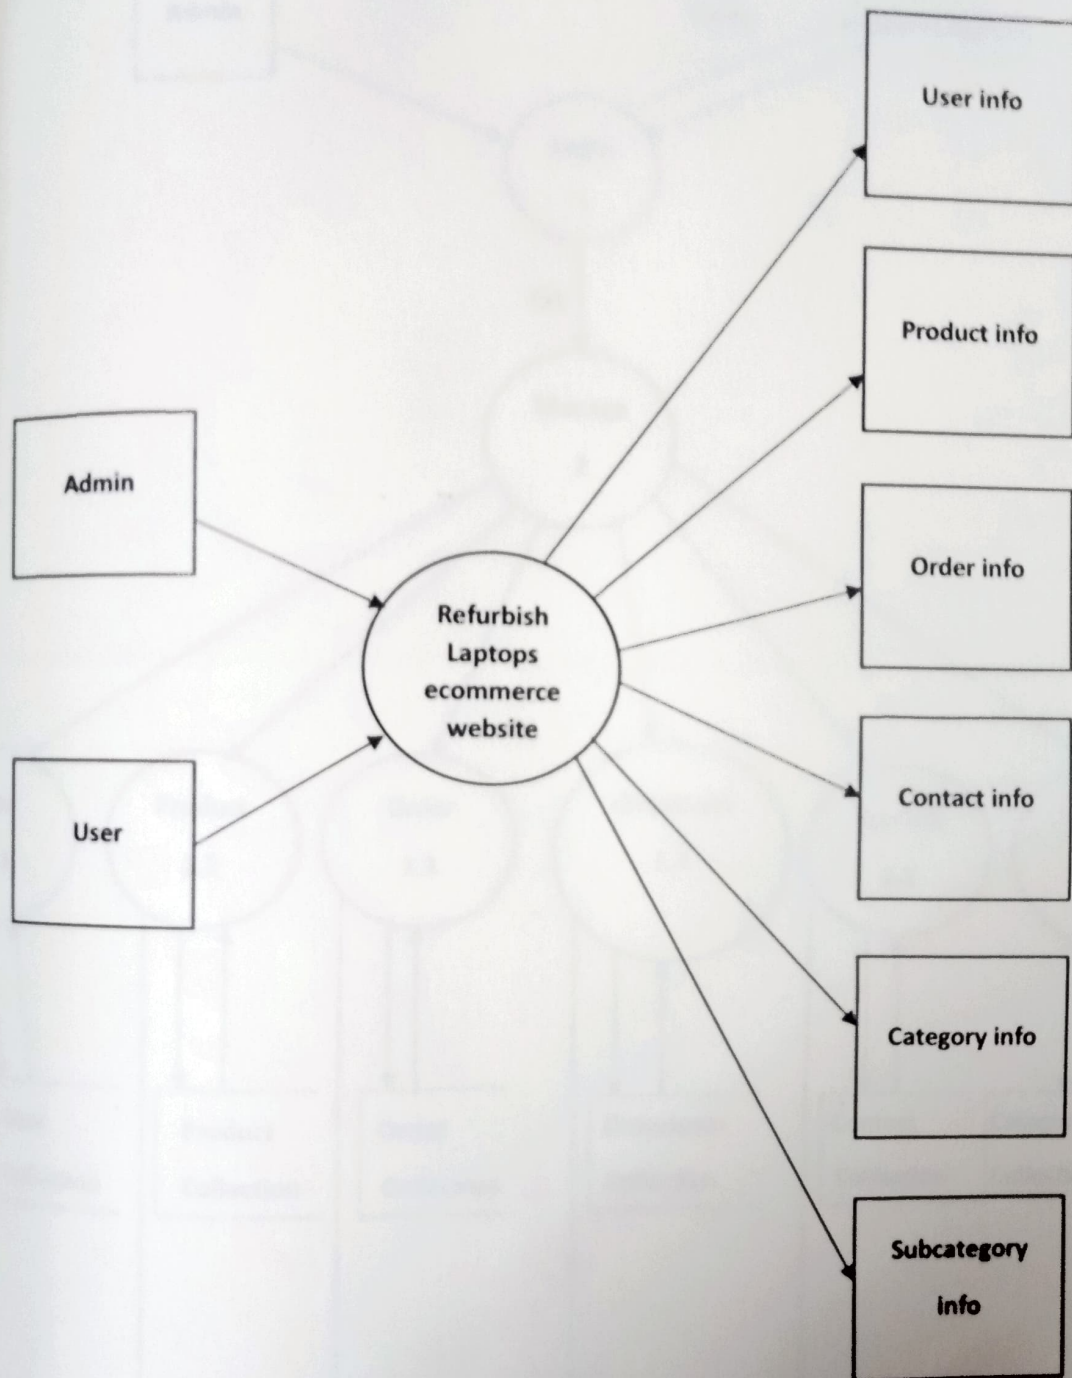 User info
Product info
Admin
Order info
Refurbish
Laptops
ecommerce
website
Contact info
User
Category info
Subcategory
info